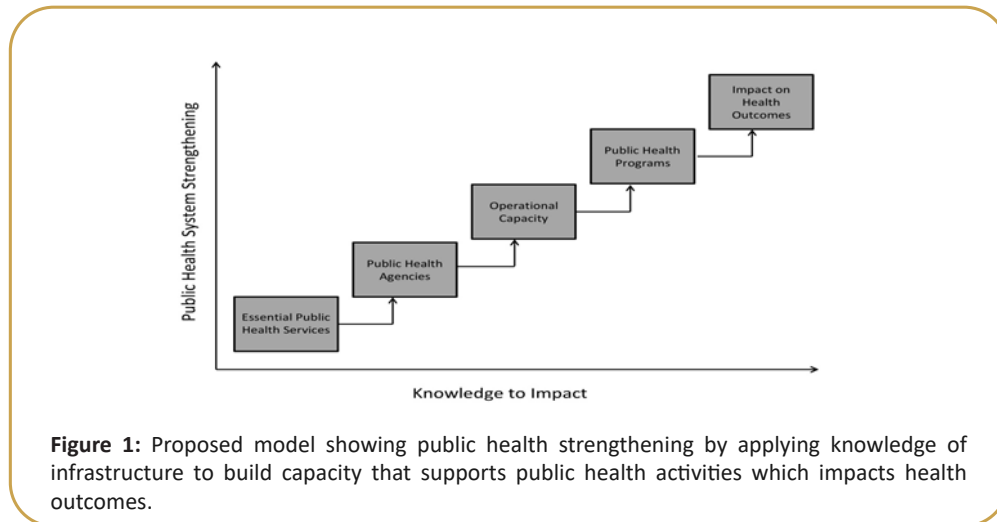 Public Health System Strengthening
Impact on
Health
Outcomes
Public Health
Programs
Operational
Capacity
Public Health
Agencies
Essential Public
Health Services
Knowledge to Impact
Figure 1: Proposed model showing public health strengthening by applying knowledge of
infrastructure to build capacity that supports public health activities which impacts health
outcomes.